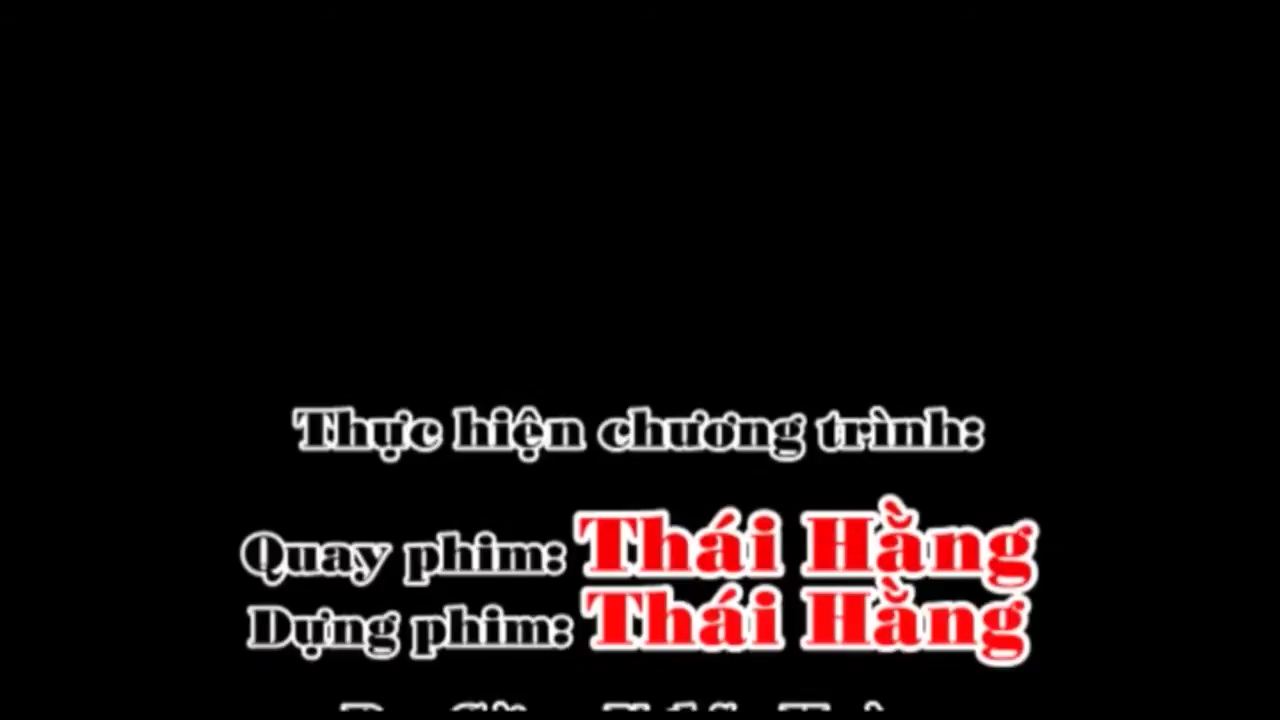 Thực hiện chương trình:
Quay phim: Thái Hằng
Dựng phim: Thái Hằng